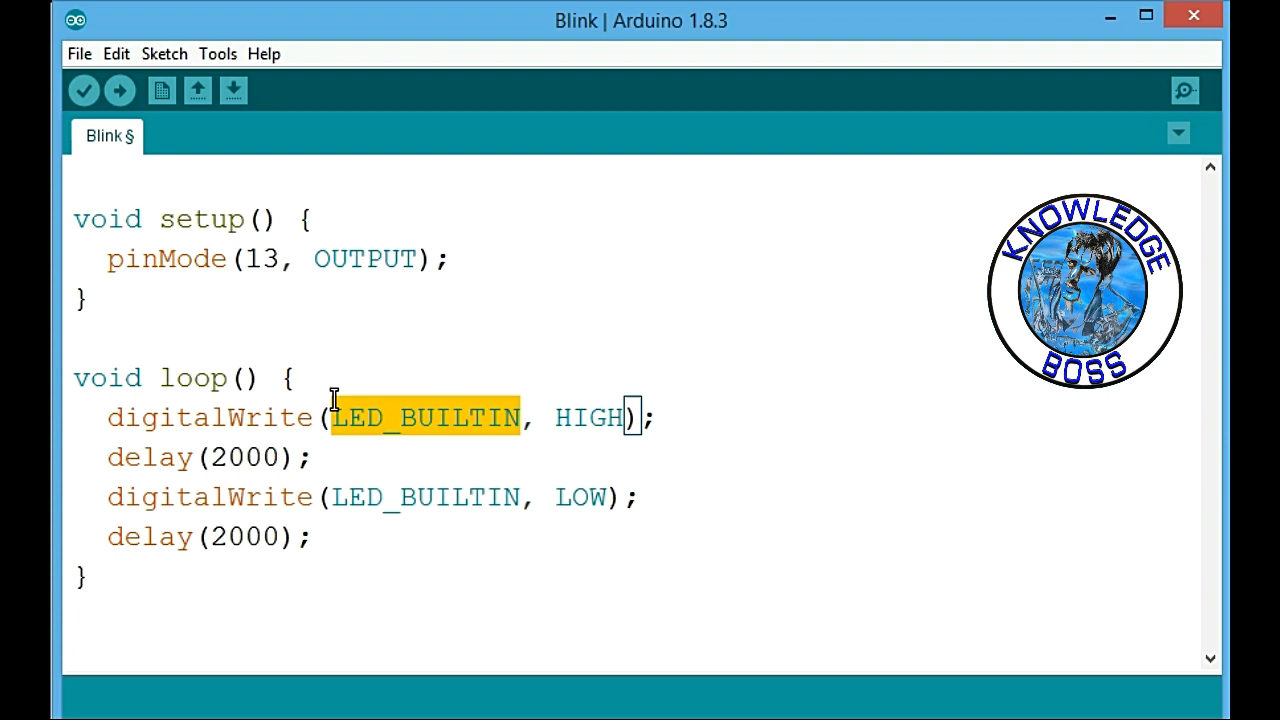 Blink | Arduino 1.8.3
File Edit Sketch Tools Help
Blink §
void setup() {
  pinMode(13, OUTPUT);
}
void loop() {
  digitalWrite(LED_BUILTIN, HIGH);
  delay(2000);
  digitalWrite(LED_BUILTIN, LOW);
  delay(2000);
}
KNOWLEDGE
BOSS